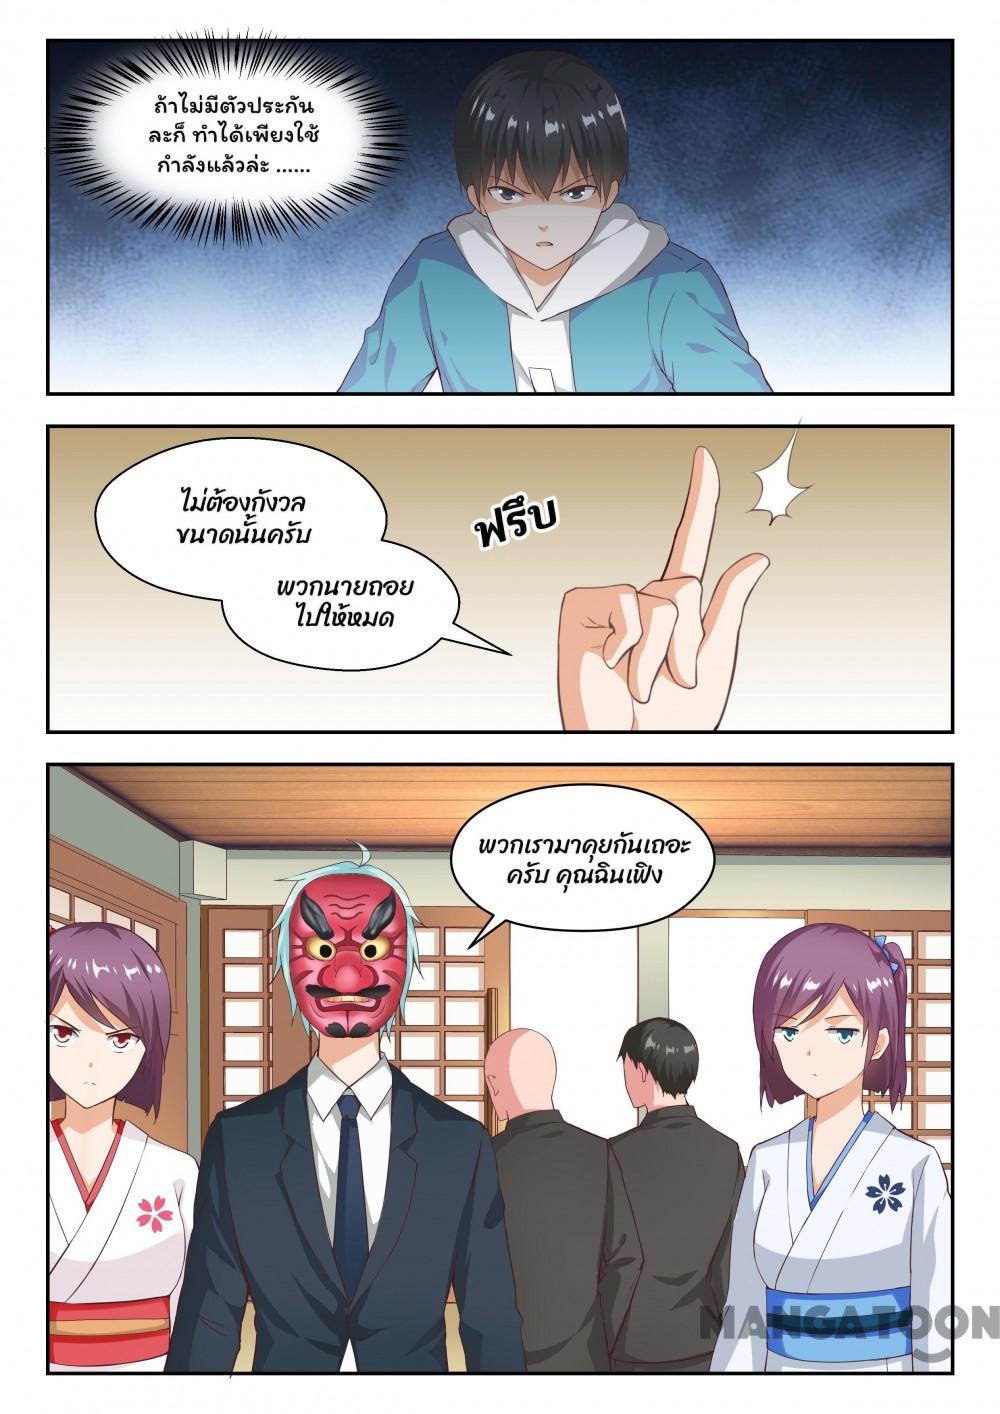 ถ้าไม่มีตัวประกัน
ละก็ ทำได้เพียงใช้
กำลังแล้วล่ะ ......
ไม่ต้องกังวล
ขนาดนั้นครับ
พวกนายถอย
ไปให้หมด
ฟรึบ
พวกเรามาคุยกันเถอะ
ครับ คุณฉินเฟิง
MANGATOON